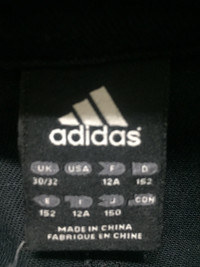 adidas
UK USA F D
30/32 12A 152
E I J CDN
152 12A 150
MADE IN CHINA
FABRIQUE EN CHINE